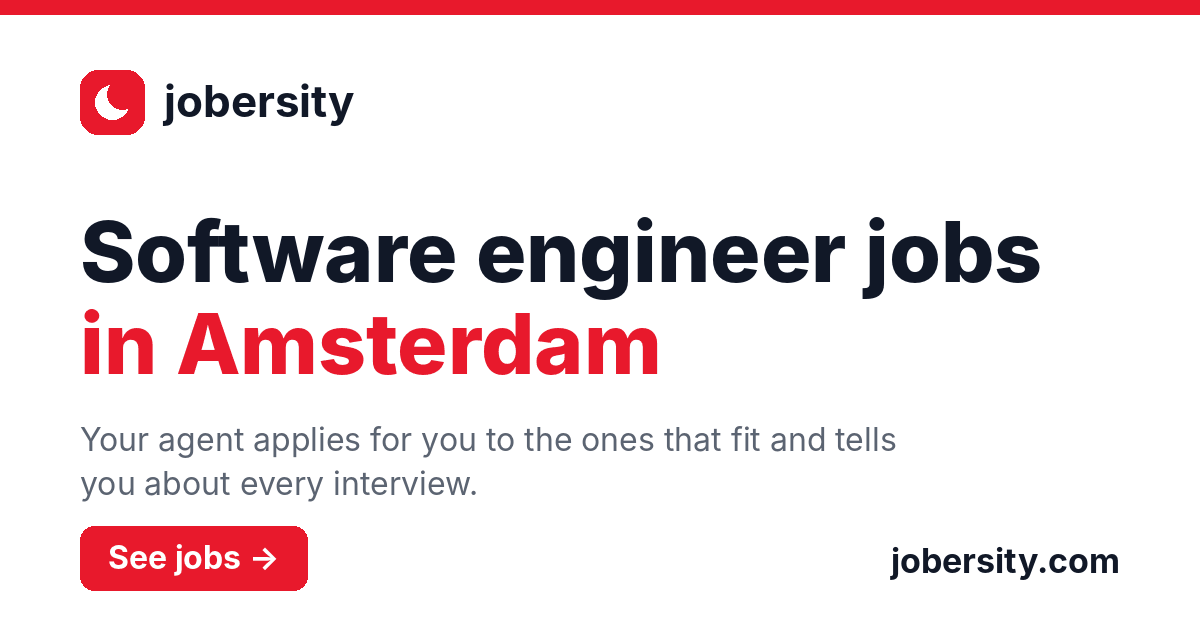 jobersity
Software engineer jobs
in Amsterdam
Your agent applies for you to the ones that fit and tells
you about every interview.
See jobs →
jobersity.com